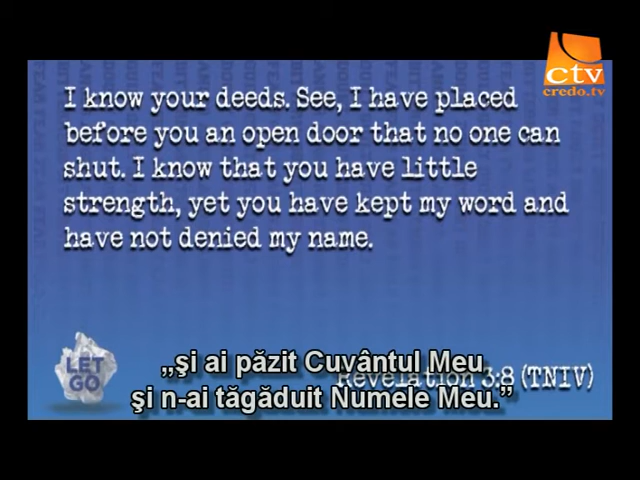 ctv
credo.tv
I know your deeds. See, I have placed
before you an open door that no one can
shut. I know that you have little
strength, yet you have kept my word and
have not denied my name.
LET
GO
Revelation 3:8 (TNIV)
„şi ai păzit Cuvântul Meu
şi n-ai tăgăduit Numele Meu.”